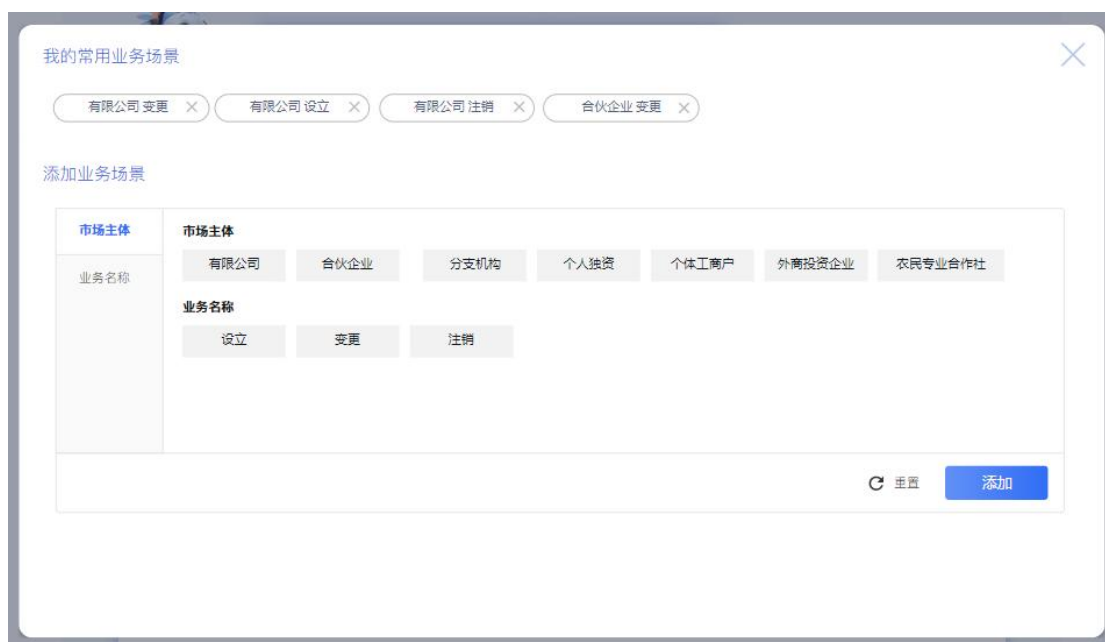 我的常用业务场景
有限公司 变更 有限公司 设立 有限公司 注销 合伙企业 变更
添加业务场景
市场主体
业务名称
市场主体
有限公司 合伙企业 分支机构 个人独资 个体工商户 外商投资企业 农民专业合作社
业务名称
设立 变更 注销
重置 添加